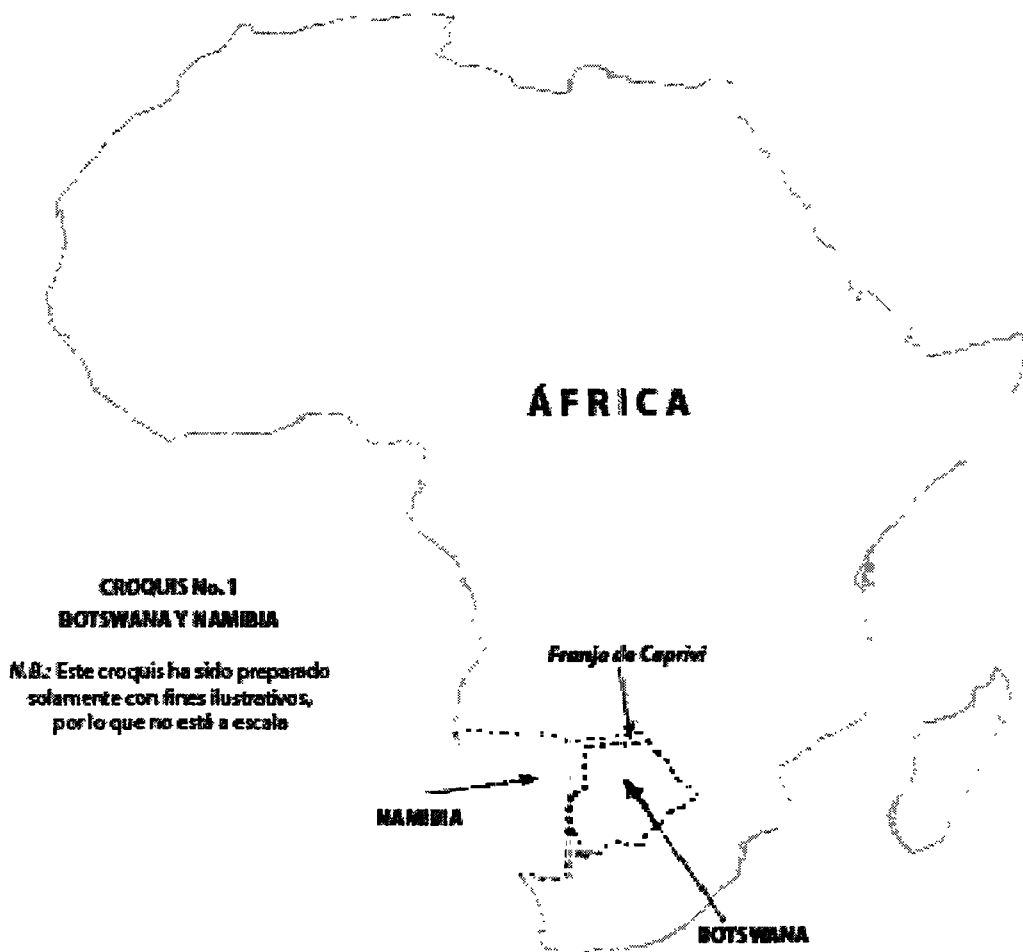 ÁFRICA
CROQUIS No. 1
BOTSWANA Y NAMIBIA
N.B.: Este croquis ha sido preparado
solamente con fines ilustrativos,
por lo que no está a escala
Franja de Caprivi
NAMIBIA
BOTSWANA